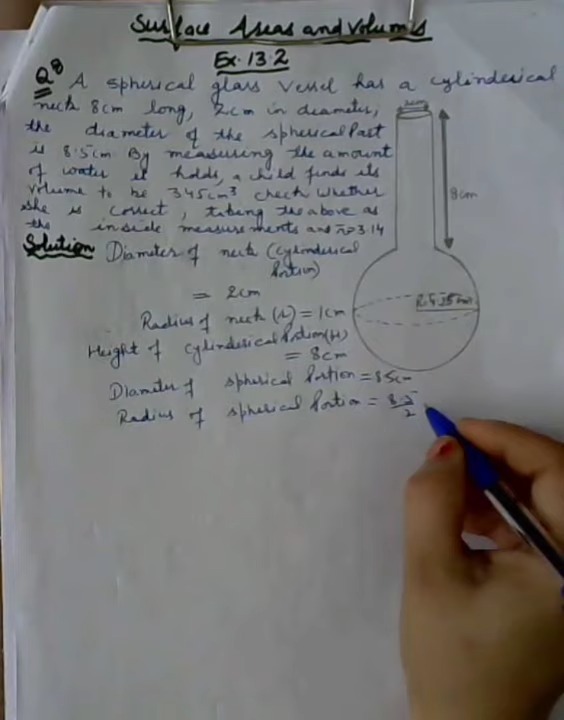 Surface Areas and Volumes
Ex. 13.2
Q8 A spherical glass vessel has a cylinderical
neck 8cm long, 2cm in diameter,
the diameter of the spherical Part
is 8.5cm By measuring the amount
of water it holds, a child finds its
volume to be 345cm³ check whether
she is correct, taking the above as
the inside measurements and π=3.14
Solution Diameter of neck (cylinderical
Portion)
= 2cm
Radius of neck (r) = 1cm
Height of cylinderical Portion(H)
= 8cm
Diameter of spherical Portion = 8.5cm
Radius of spherical Portion = 8.5/2
2cm
8cm